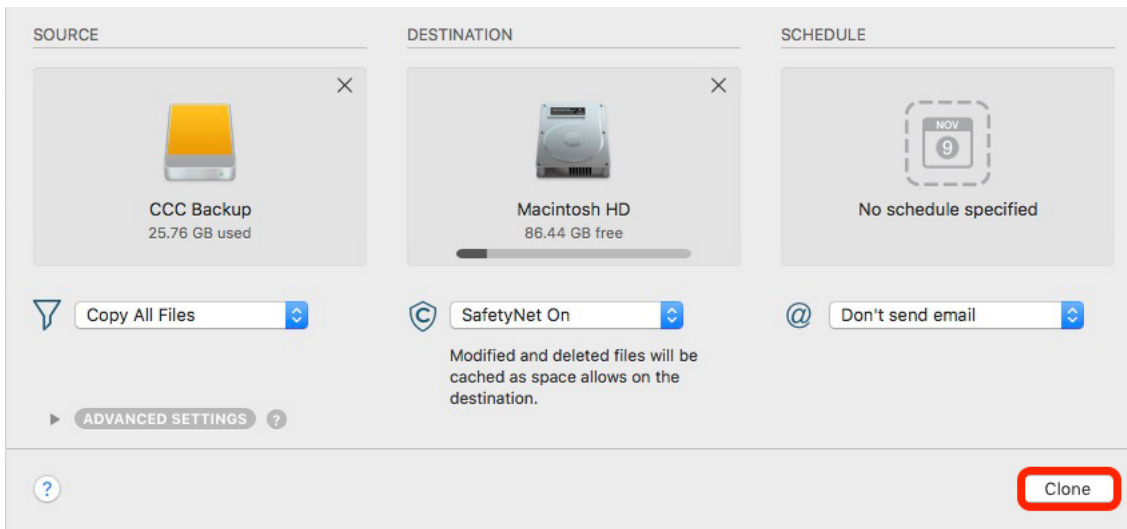 SOURCE
DESTINATION
SCHEDULE
CCC Backup
25.76 GB used
Macintosh HD
86.44 GB free
NOV
9
No schedule specified
Copy All Files
SafetyNet On
Modified and deleted files will be
cached as space allows on the
destination.
@
Don't send email
ADVANCED SETTINGS
?
?
Clone